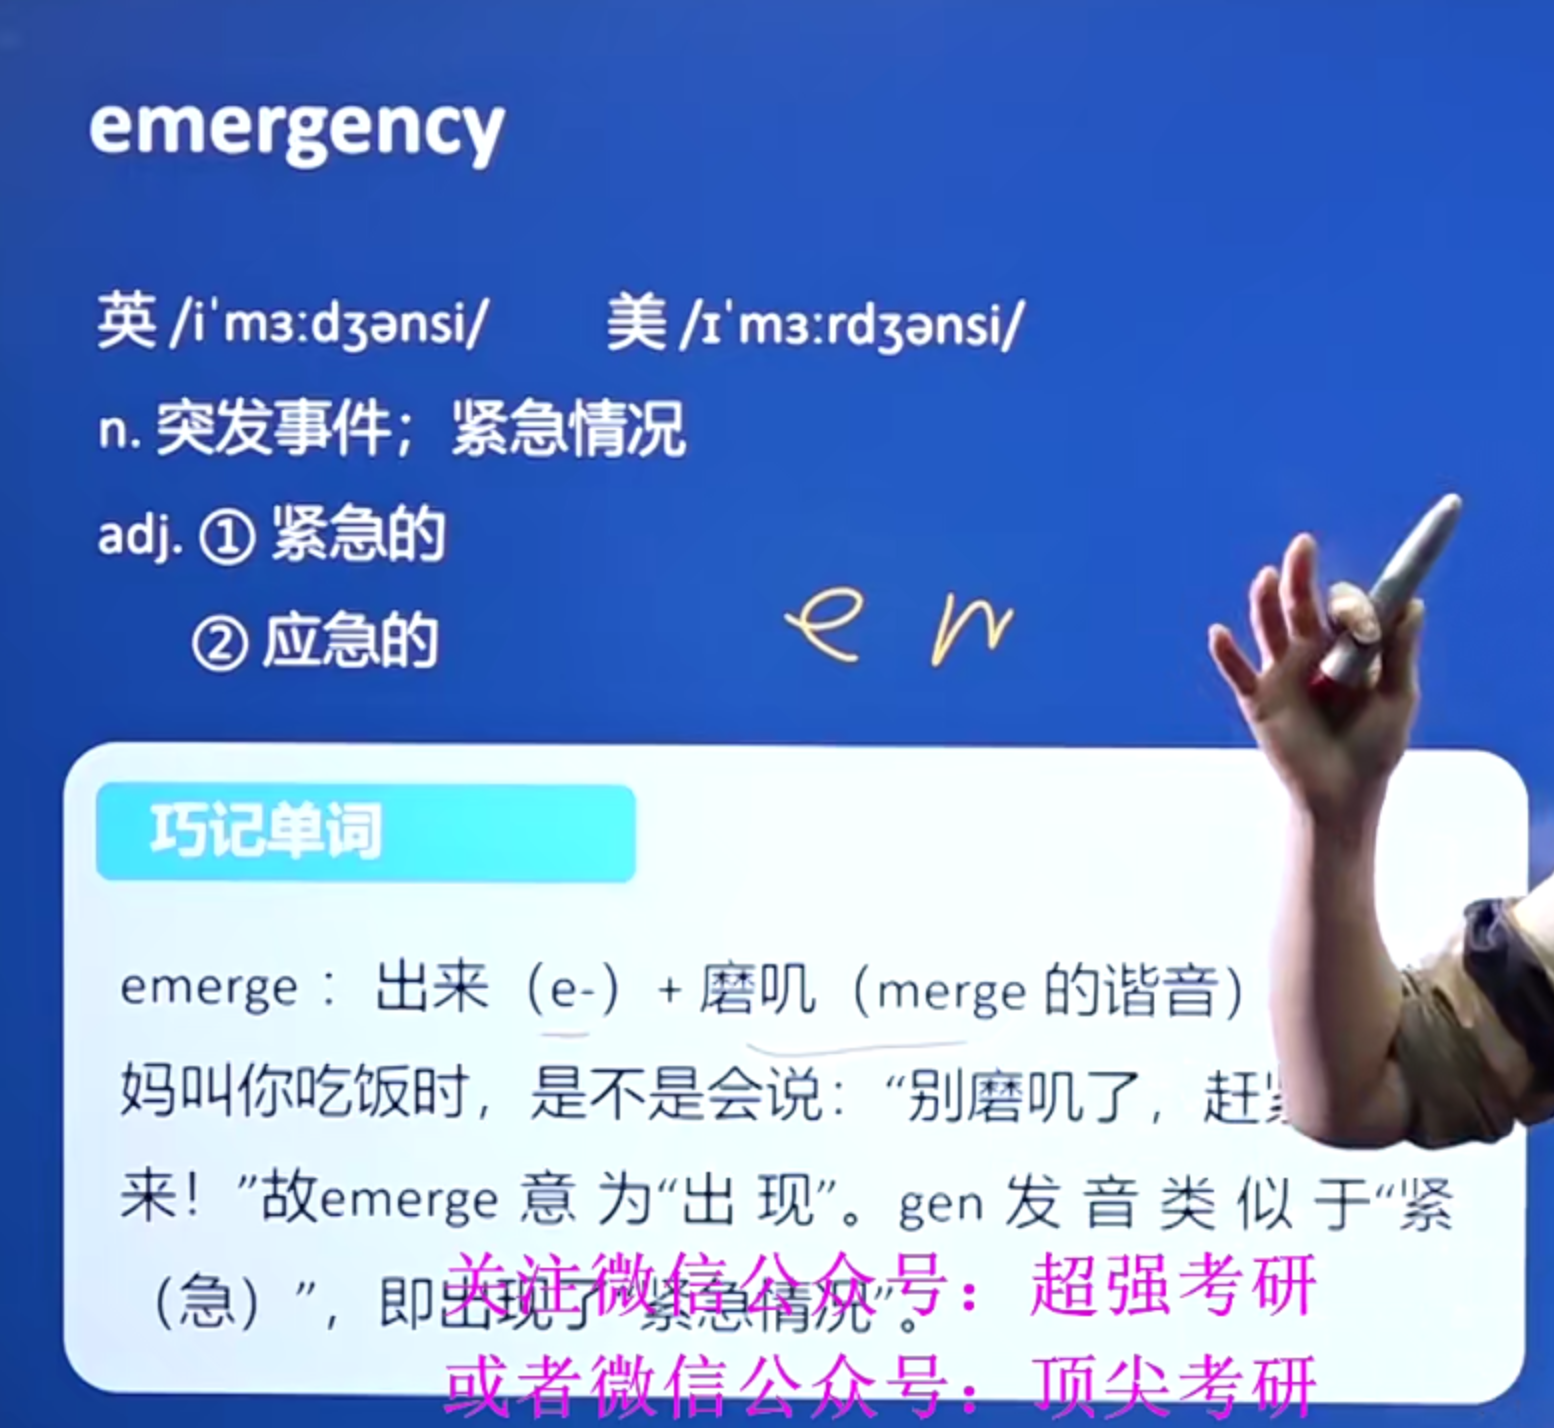 emergency
英 /iˈmɜːdʒənsi/ 美 /ɪˈmɜːrdʒənsi/
n. 突发事件；紧急情况
adj. ① 紧急的
② 应急的
e
巧记单词
emerge ： 出来（e-）+ 磨叽（merge 的谐音）
妈叫你吃饭时，是不是会说：“别磨叽了，赶
来！”故emerge 意 为“出 现”。gen 发 音 类 似 于“紧
（急）”，即出现了“紧急情况”。
关注微信公众号：超强考研
或者微信公众号：顶尖考研